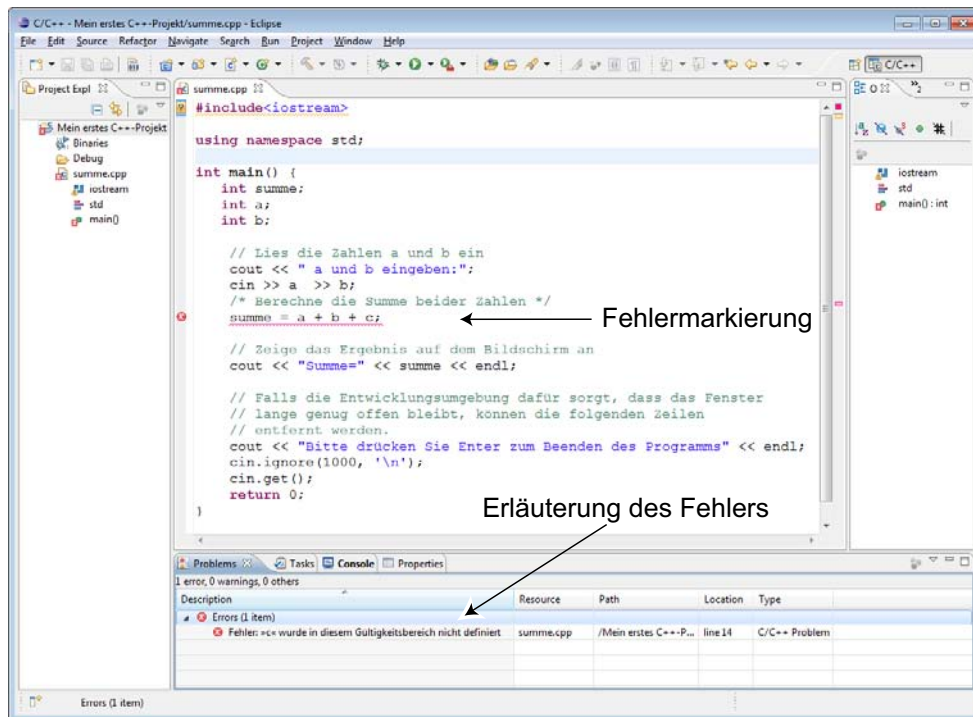 C/C++ - Mein erstes C++-Projekt/summe.cpp - Eclipse
File Edit Source Refactor Navigate Search Run Project Window Help
C/C++
Project Expl
Mein erstes C++-Projekt
Binaries
Debug
summe.cpp
iostream
std
main()
summe.cpp
#include<iostream>
using namespace std;
int main() {
int summe;
int a;
int b;
// Lies die Zahlen a und b ein
cout << " a und b eingeben:";
cin >> a >> b;
/* Berechne die Summe beider Zahlen */
summe = a + b + c;
Fehlermarkierung
// Zeige das Ergebnis auf dem Bildschirm an
cout << "Summe=" << summe << endl;
// Falls die Entwicklungsumgebung dafür sorgt, dass das Fenster
// lange genug offen bleibt, können die folgenden Zeilen
// entfernt werden.
cout << "Bitte drücken Sie Enter zum Beenden des Programms" << endl;
cin.ignore(1000, '\n');
cin.get();
return 0;
}
Erläuterung des Fehlers
O
2
iostream
std
main() : int
Problems Tasks Console Properties
1 error, 0 warnings, 0 others
Description Resource Path Location Type
Errors (1 item)
Fehler: »c« wurde in diesem Gültigkeitsbereich nicht definiert summe.cpp /Mein erstes C++-P... line 14 C/C++ Problem
Errors (1 item)